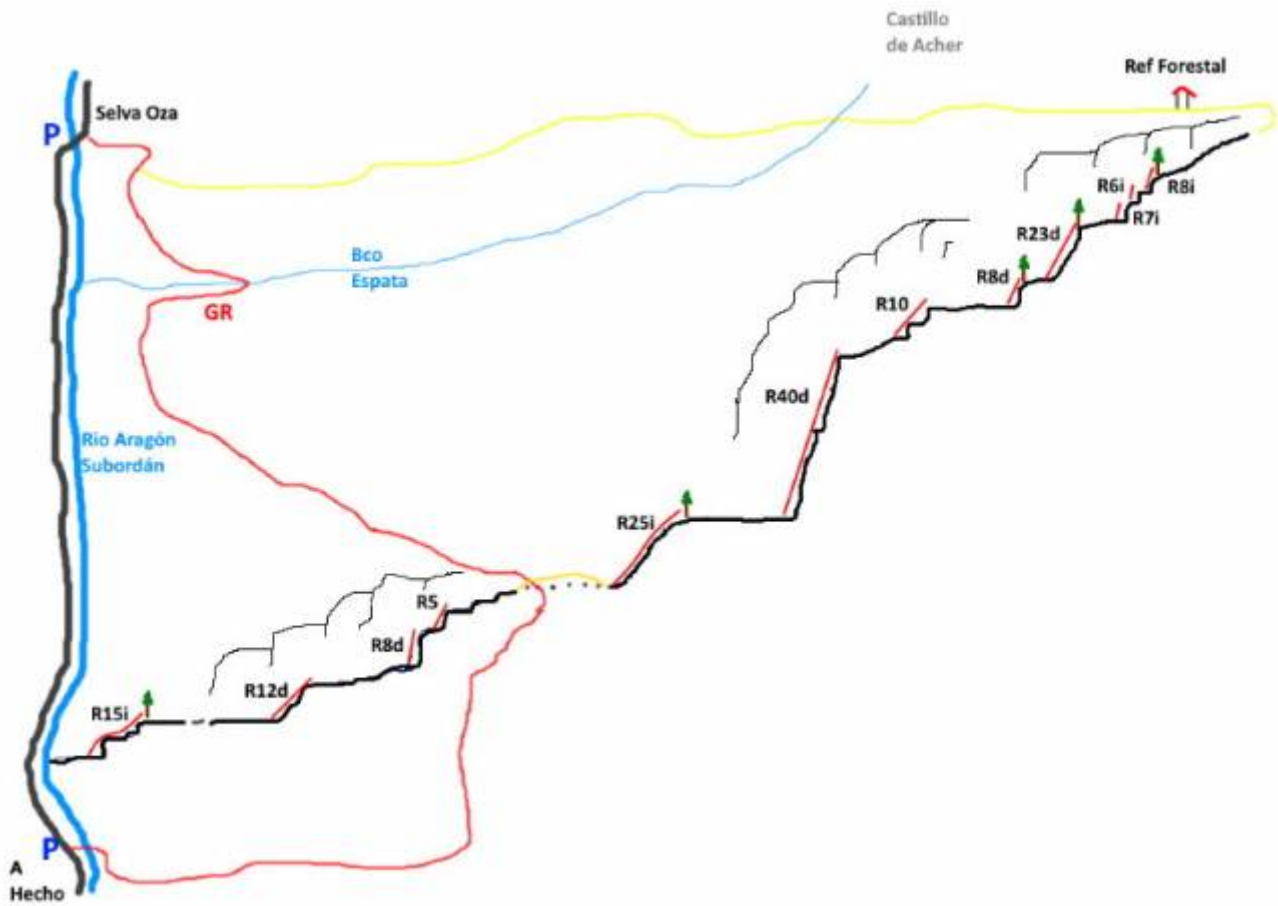 Castillo
de Acher
Ref Forestal
Selva Oza
P
R6i
R8i
R7i
R23d
Bco
Espata
R8d
GR
R10
R40d
Rio Aragón
Subordán
R25i
R5
R8d
R12d
R15i
P
A
Hecho